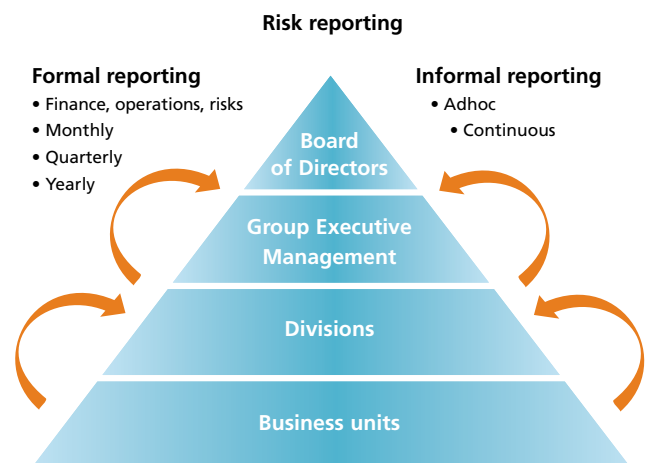 Risk reporting
Formal reporting
• Finance, operations, risks
• Monthly
• Quarterly
• Yearly
Informal reporting
• Adhoc
• Continuous
Board
of Directors
Group Executive
Management
Divisions
Business units